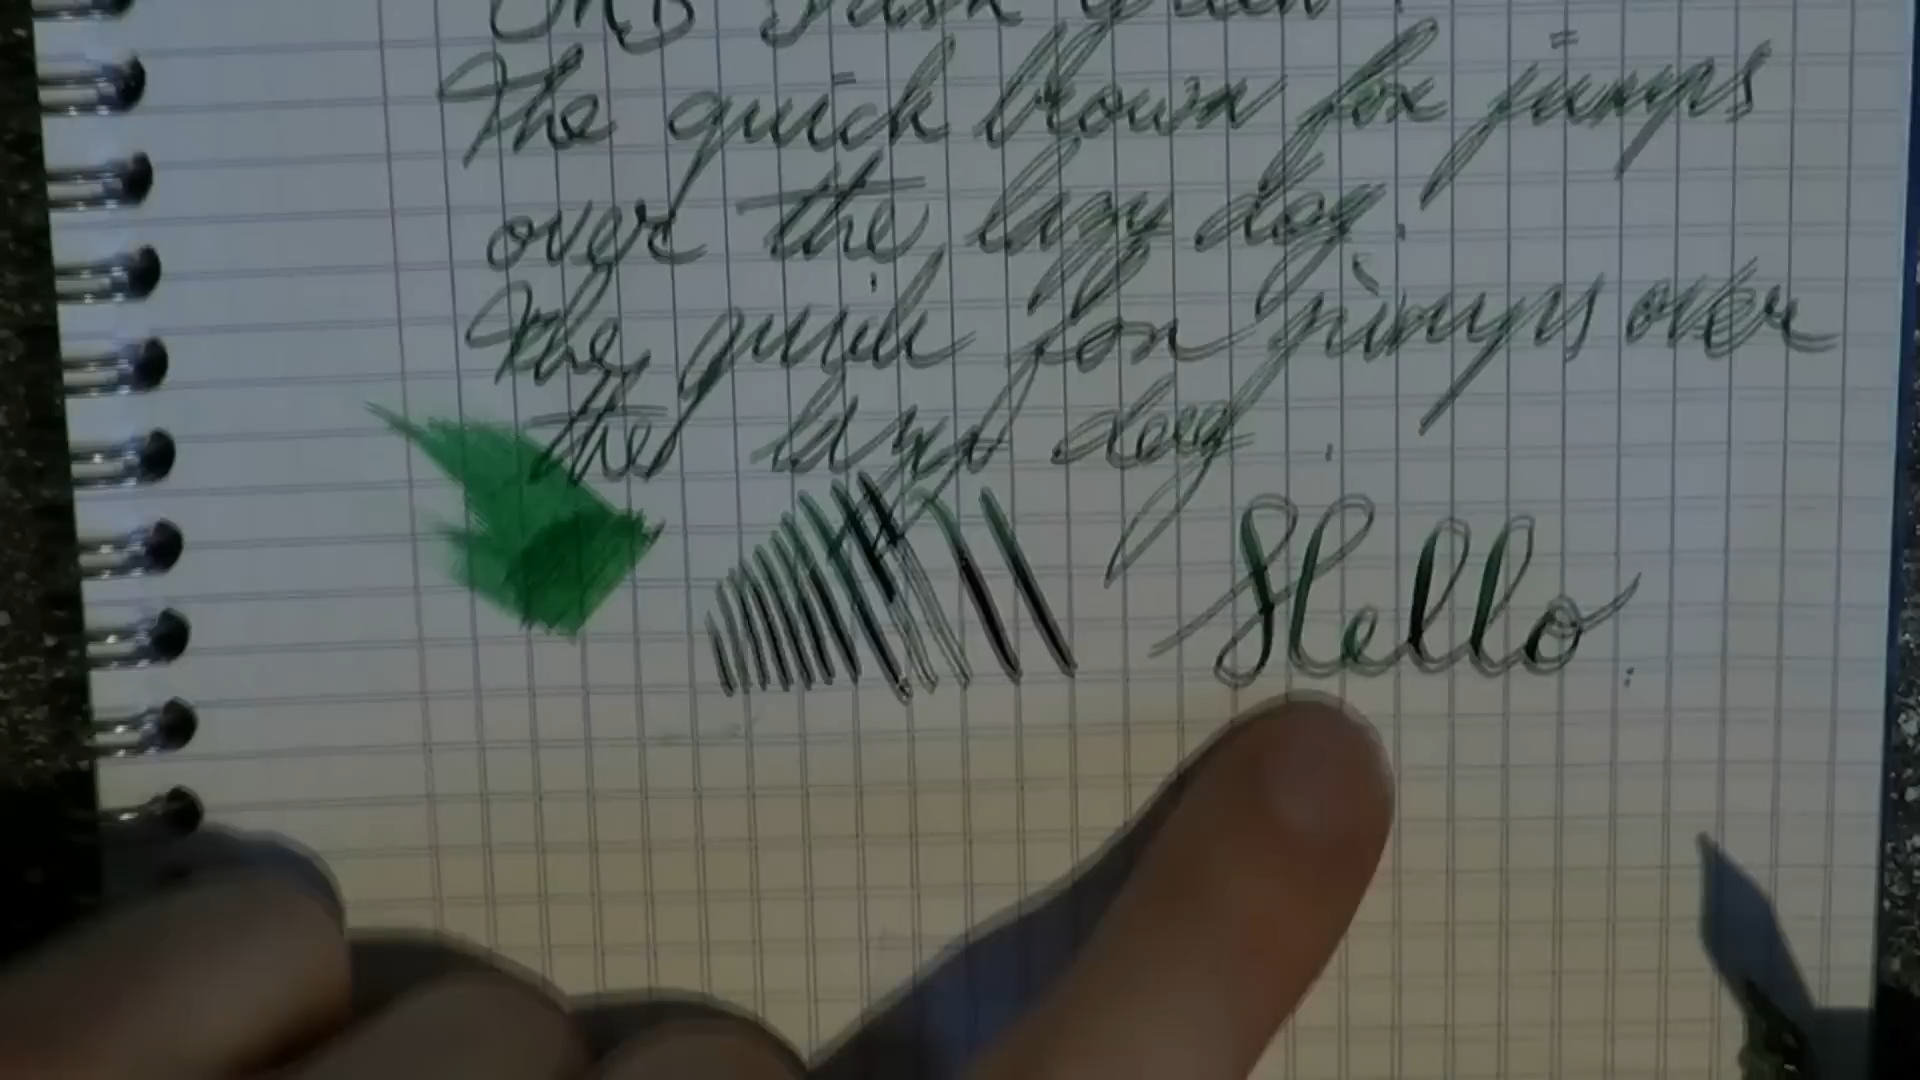 The quick brown fox jumps
over the lazy dog.
The quick fox jumps over
the lazy dog.
Hello.